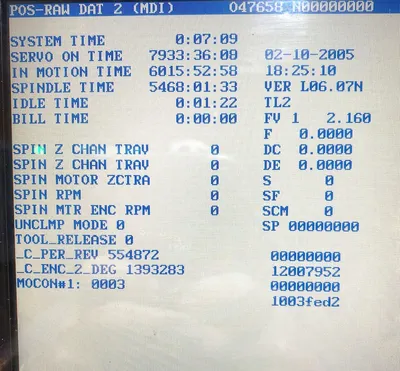 POS-RAW DAT 2 (MDI) O47658 N00000000
SYSTEM TIME 0:07:09
SERVO ON TIME 7933:36:08 02-10-2005
IN MOTION TIME 6015:52:58 18:25:10
SPINDLE TIME 5468:01:33 VER L06.07N
IDLE TIME 0:01:22 TL2
BILL TIME 0:00:00 FV 1 2.160
F 0.0000
SPIN Z CHAN TRAV 0 DC 0.0000
SPIN Z CHAN TRAV 0 DE 0.0000
SPIN MOTOR ZCTRA 0 S 0
SPIN RPM 0 SF 0
SPIN MTR ENC RPM 0 SCM 0
UNCLMP MODE 0 SP 00000000
TOOL_RELEASE 0
_C_PER_REV 554872 00000000
_C_ENC_2_DEG 1393283 12007952
MOCON#1: 0003 00000000
1003fed2